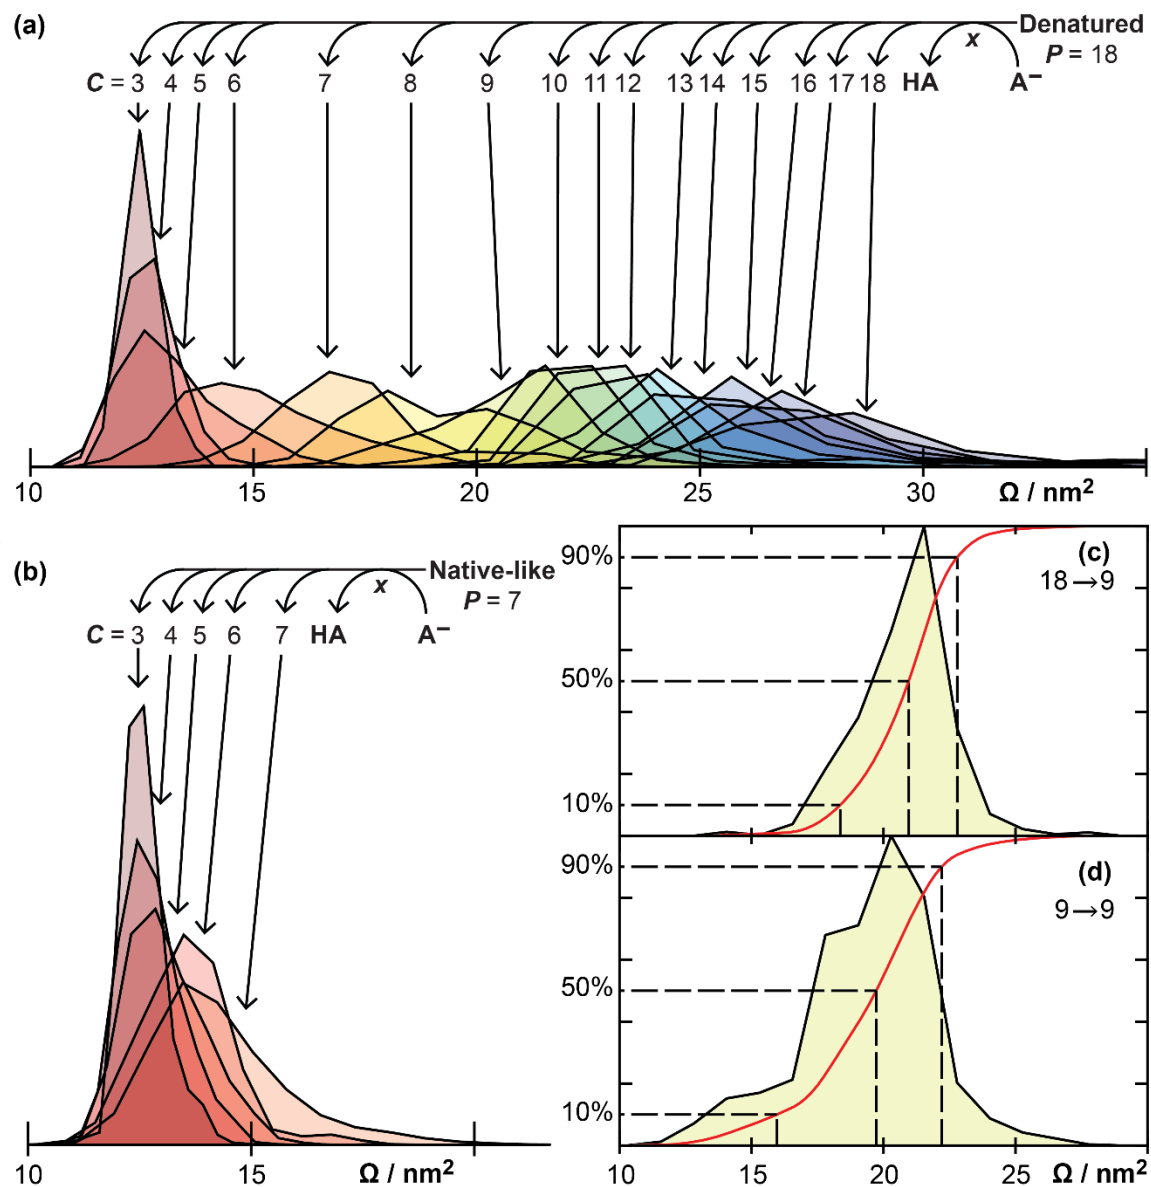 (a)
Denatured
x
P = 18
C = 3 4 5 6 7 8 9 10 11 12 13 14 15 16 17 18 HA A−
10 15 20 25 30 Ω / nm²
(b)
Native-like
x
P = 7
C = 3 4 5 6 7 HA A−
10 15 Ω / nm²
(c)
90%
18→9
50%
10%
(d)
90%
9→9
50%
10%
10 15 20 25 Ω / nm²